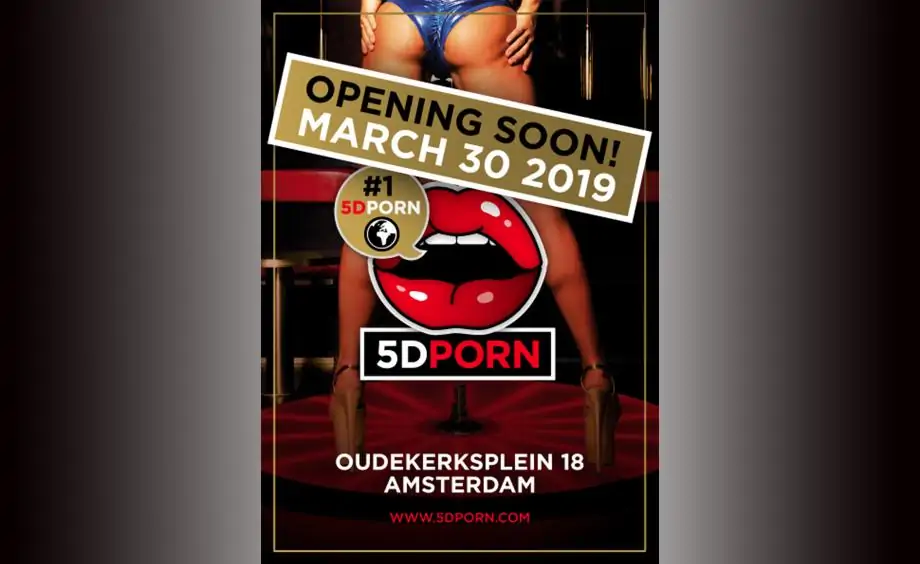 OPENING SOON!
MARCH 30 2019
#1
5DPORN
5DPORN
OUDEKERKSPLEIN 18
AMSTERDAM
WWW.5DPORN.COM